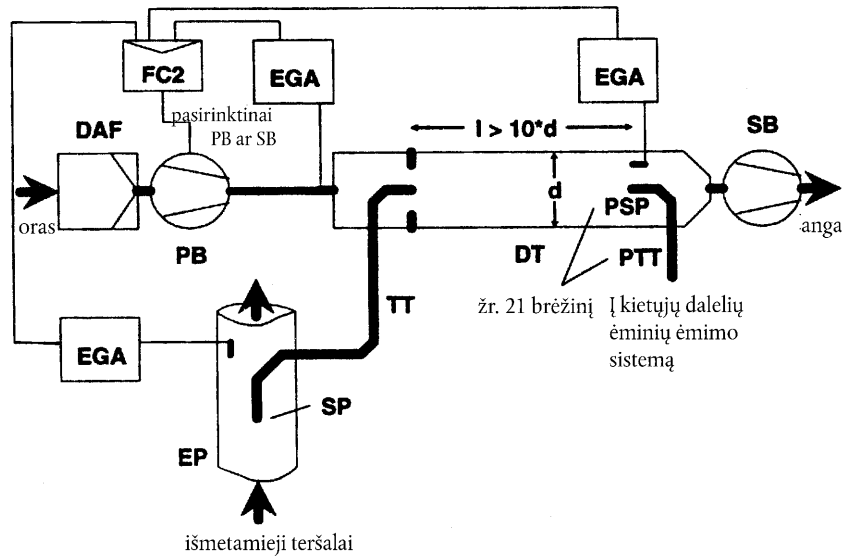 FC2
EGA
EGA
pasirinktinai
PB ar SB
DAF
l > 10*d
SB
d
oras
PSP
anga
PB
DT
PTT
TT
žr. 21 brėžinį
Į kietųjų dalelių
ėminių ėmimo
sistemą
EGA
SP
EP
išmetamieji teršalai